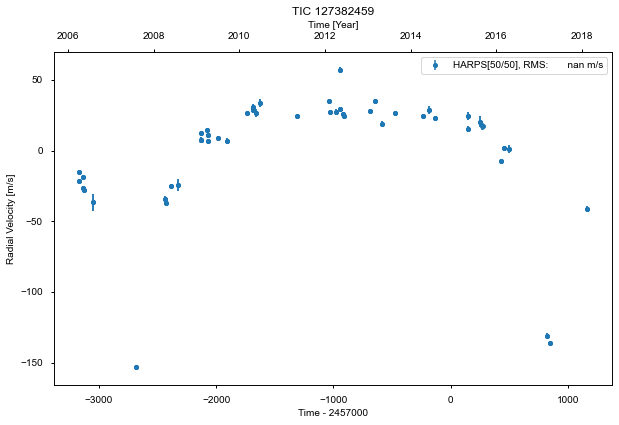 TIC 127382459
Time [Year]
2006 2008 2010 2012 2014 2016 2018
HARPS[50/50], RMS: nan m/s
50
0
−50
−100
−150
Radial Velocity [m/s]
−3000 −2000 −1000 0 1000
Time - 2457000